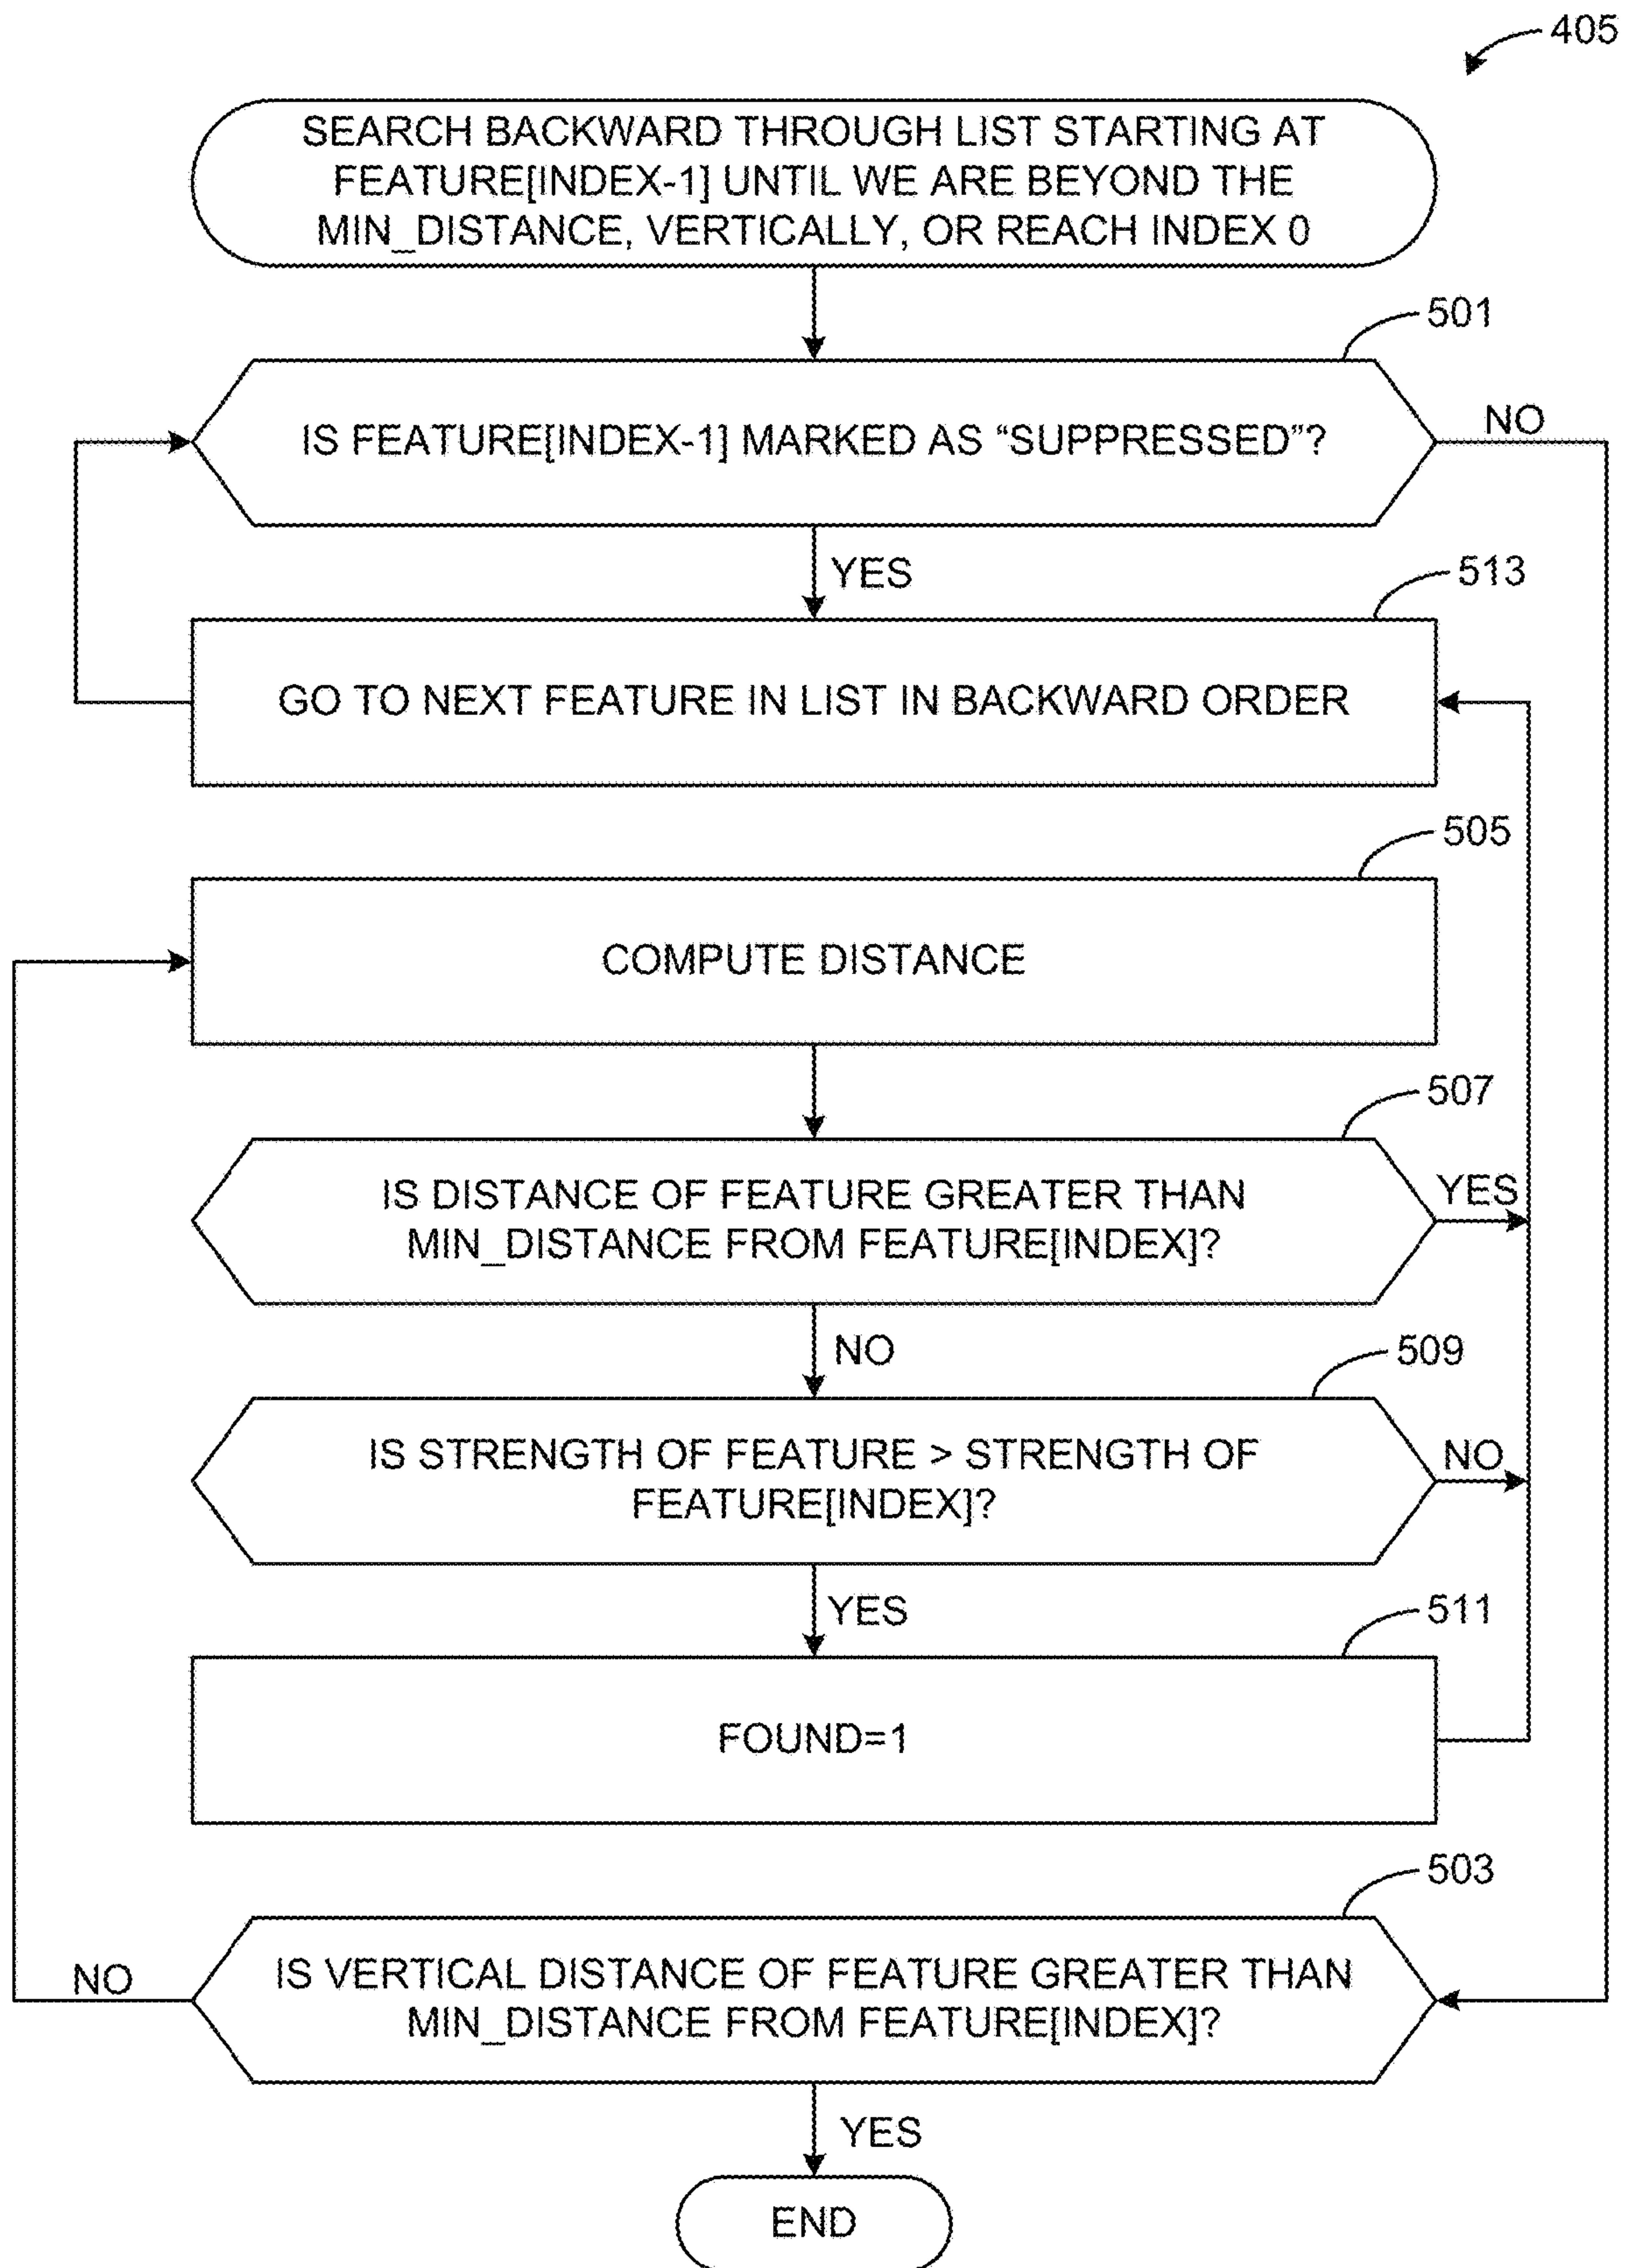 405
SEARCH BACKWARD THROUGH LIST STARTING AT
FEATURE[INDEX-1] UNTIL WE ARE BEYOND THE
MIN_DISTANCE, VERTICALLY, OR REACH INDEX 0
501
IS FEATURE[INDEX-1] MARKED AS “SUPPRESSED”?
NO
YES
513
GO TO NEXT FEATURE IN LIST IN BACKWARD ORDER
505
COMPUTE DISTANCE
507
IS DISTANCE OF FEATURE GREATER THAN
MIN_DISTANCE FROM FEATURE[INDEX]?
YES
NO
509
IS STRENGTH OF FEATURE > STRENGTH OF
FEATURE[INDEX]?
NO
YES
511
FOUND=1
503
NO
IS VERTICAL DISTANCE OF FEATURE GREATER THAN
MIN_DISTANCE FROM FEATURE[INDEX]?
YES
END